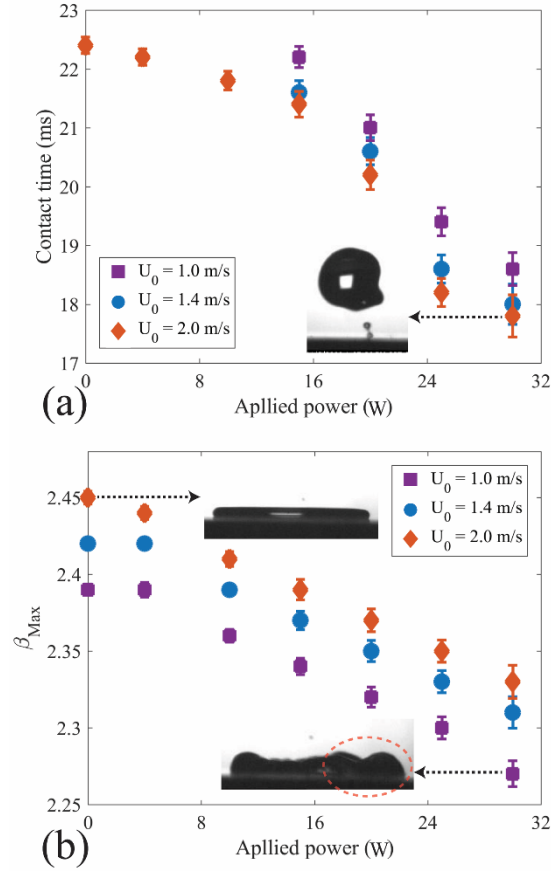 23
22
21
20
19
18
17
Contact time (ms)
U0 = 1.0 m/s
U0 = 1.4 m/s
U0 = 2.0 m/s
0 8 16 24 32
(a)
Apllied power (W)
2.45
2.4
2.35
2.3
2.25
βMax
U0 = 1.0 m/s
U0 = 1.4 m/s
U0 = 2.0 m/s
0 8 16 24 32
(b)
Apllied power (W)